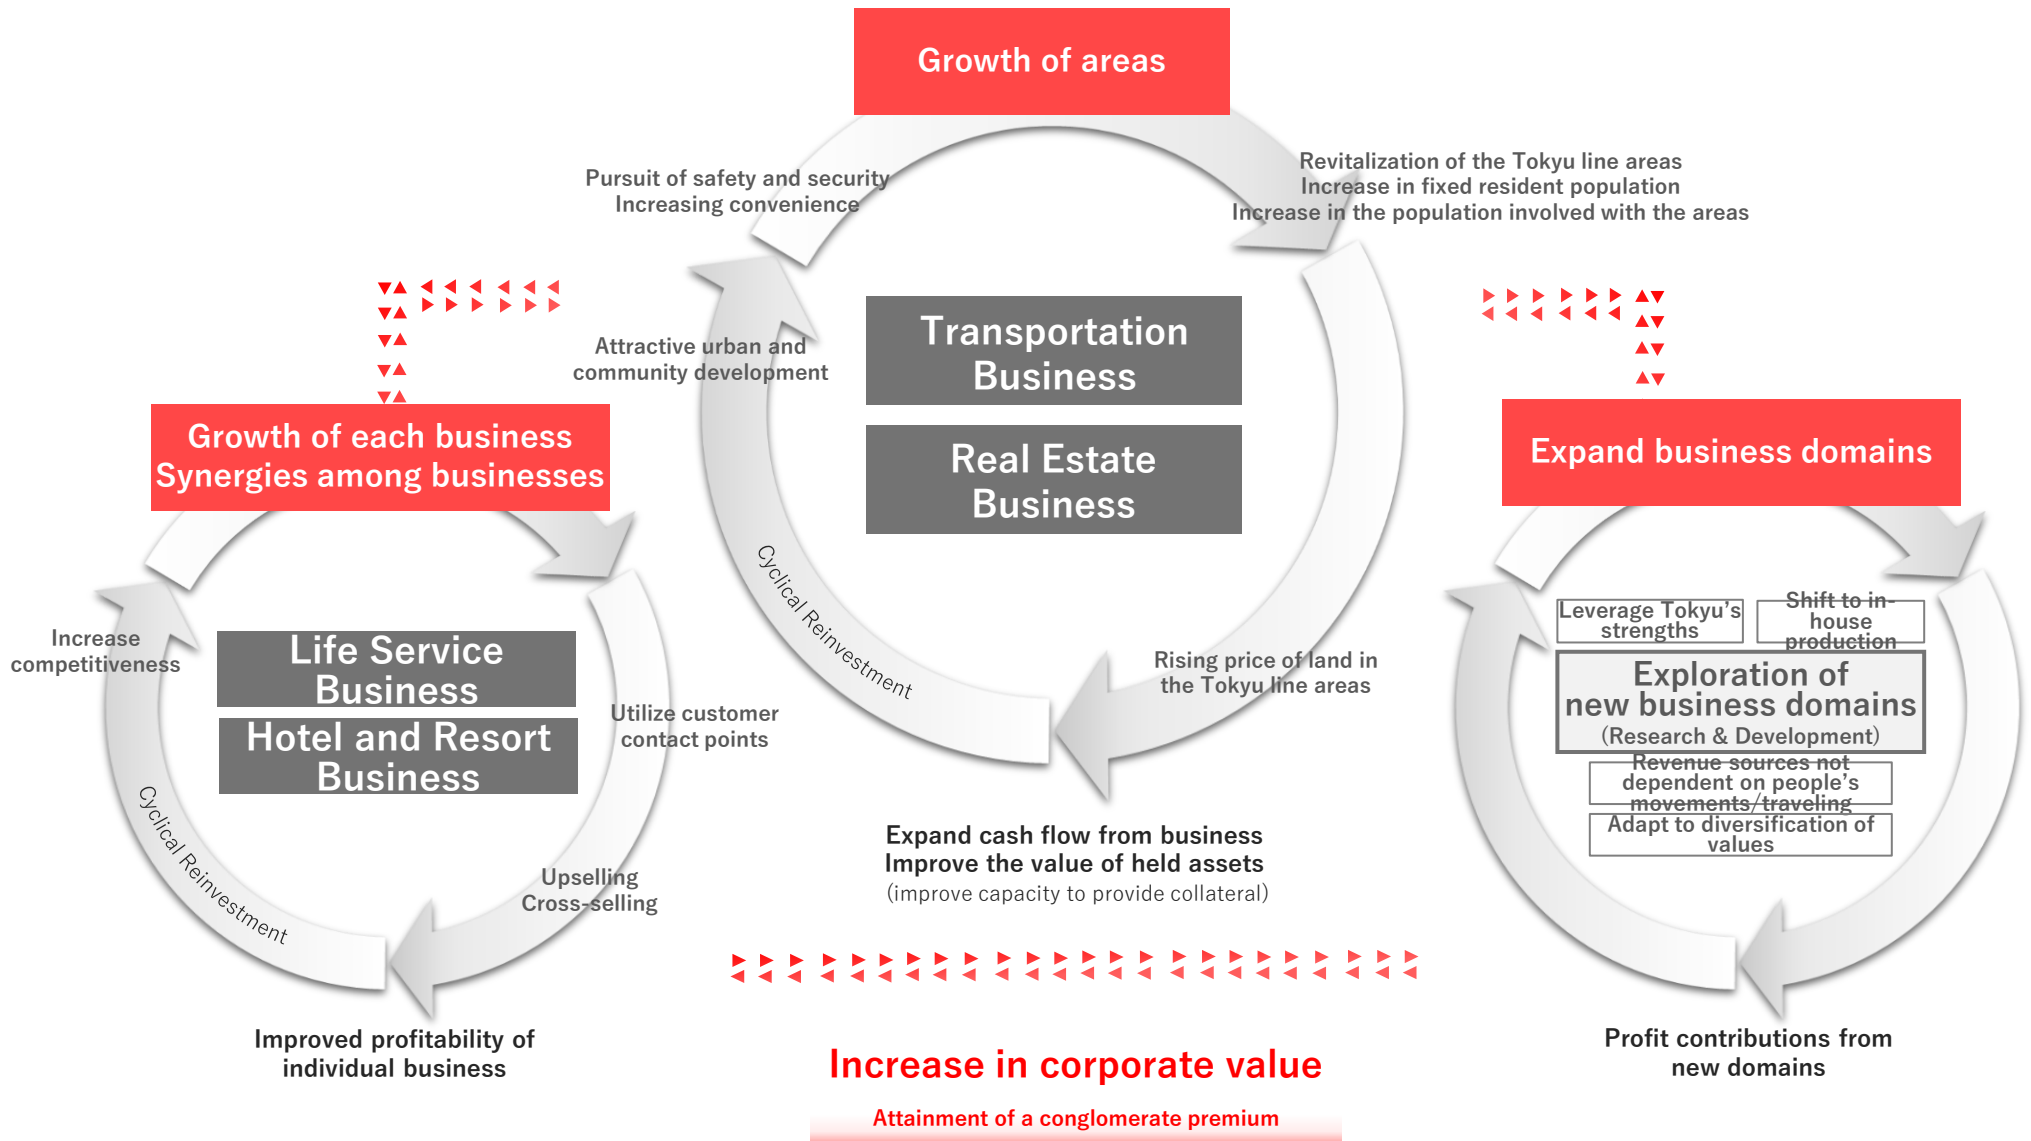 Growth of areas
Pursuit of safety and security
Increasing convenience
Revitalization of the Tokyu line areas
Increase in fixed resident population
Increase in the population involved with the areas
Attractive urban and
community development
Transportation
Business
Real Estate
Business
Cyclical Reinvestment
Rising price of land in
the Tokyu line areas
Expand cash flow from business
Improve the value of held assets
(improve capacity to provide collateral)
Growth of each business
Synergies among businesses
Increase
competitiveness
Life Service
Business
Hotel and Resort
Business
Utilize customer
contact points
Cyclical Reinvestment
Upselling
Cross-selling
Improved profitability of
individual business
Expand business domains
Leverage Tokyu's
strengths
Shift to in-
house
production
Exploration of
new business domains
(Research & Development)
Revenue sources not
dependent on people's
movements/traveling
Adapt to diversification of
values
Profit contributions from
new domains
Increase in corporate value
Attainment of a conglomerate premium